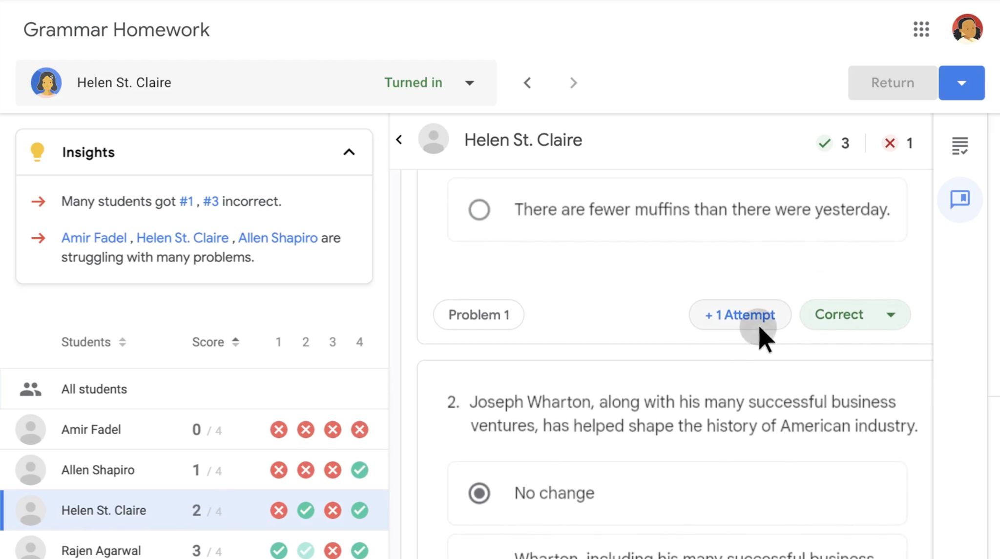 Grammar Homework
Helen St. Claire
Turned in
Return
Insights
Many students got #1 , #3 incorrect.
Amir Fadel , Helen St. Claire , Allen Shapiro are
struggling with many problems.
Students Score 1 2 3 4
All students
Amir Fadel 0 / 4
Allen Shapiro 1 / 4
Helen St. Claire 2 / 4
Rajen Agarwal 3 / 4
Helen St. Claire
3
1
There are fewer muffins than there were yesterday.
Problem 1
+ 1 Attempt
Correct
2. Joseph Wharton, along with his many successful business
ventures, has helped shape the history of American industry.
No change
Wharton, including his many successful business